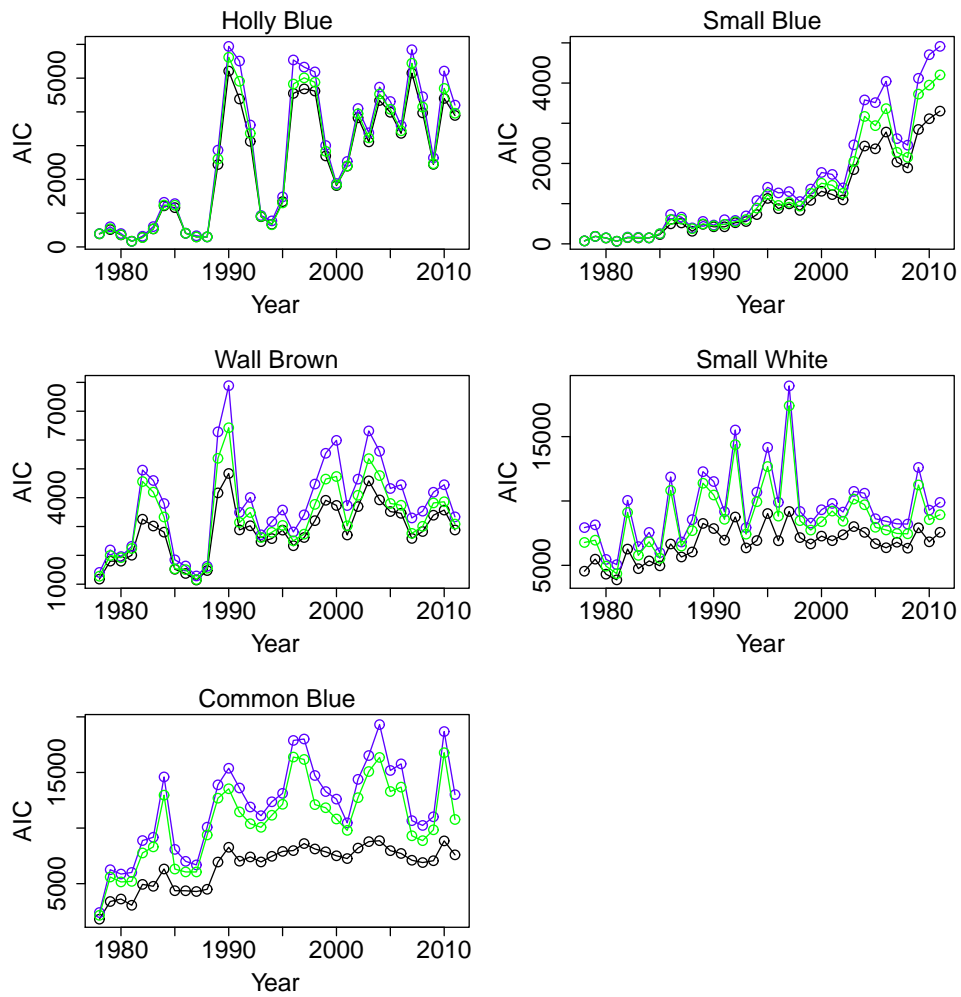 Holly Blue
AIC
0
2000
5000
1980
1990
2000
2010
Year
Small Blue
AIC
0
2000
4000
1980
1990
2000
2010
Year
Wall Brown
AIC
1000
4000
7000
1980
1990
2000
2010
Year
Small White
AIC
5000
15000
1980
1990
2000
2010
Year
Common Blue
AIC
5000
15000
1980
1990
2000
2010
Year